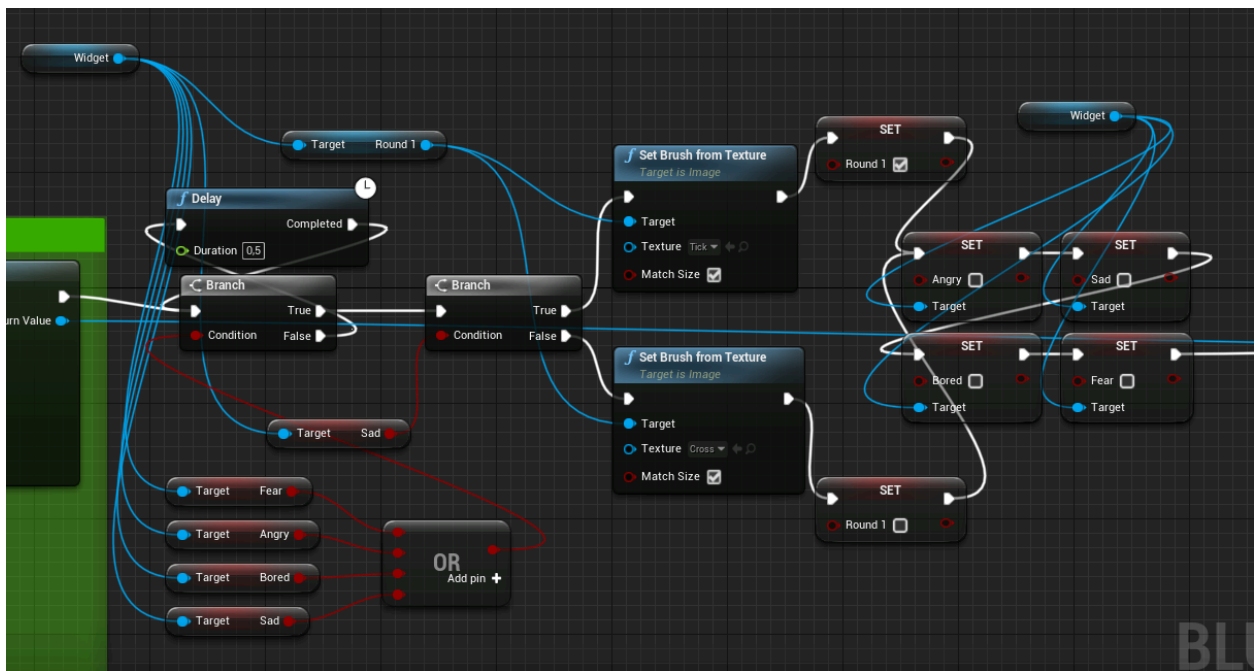 Widget
Target Round 1
Delay
Completed
Duration 0,5
Branch
True
Condition False
Branch
True
Condition False
urn Value
Target Sad
Target Fear
Target Angry
Target Bored
Target Sad
OR
Add pin
Set Brush from Texture
Target is Image
Target
Texture Tick
Match Size
Set Brush from Texture
Target is Image
Target
Texture Cross
Match Size
SET
Round 1
SET
Round 1
Widget
SET
Angry
Target
SET
Sad
Target
SET
Bored
Target
SET
Fear
Target
BLU